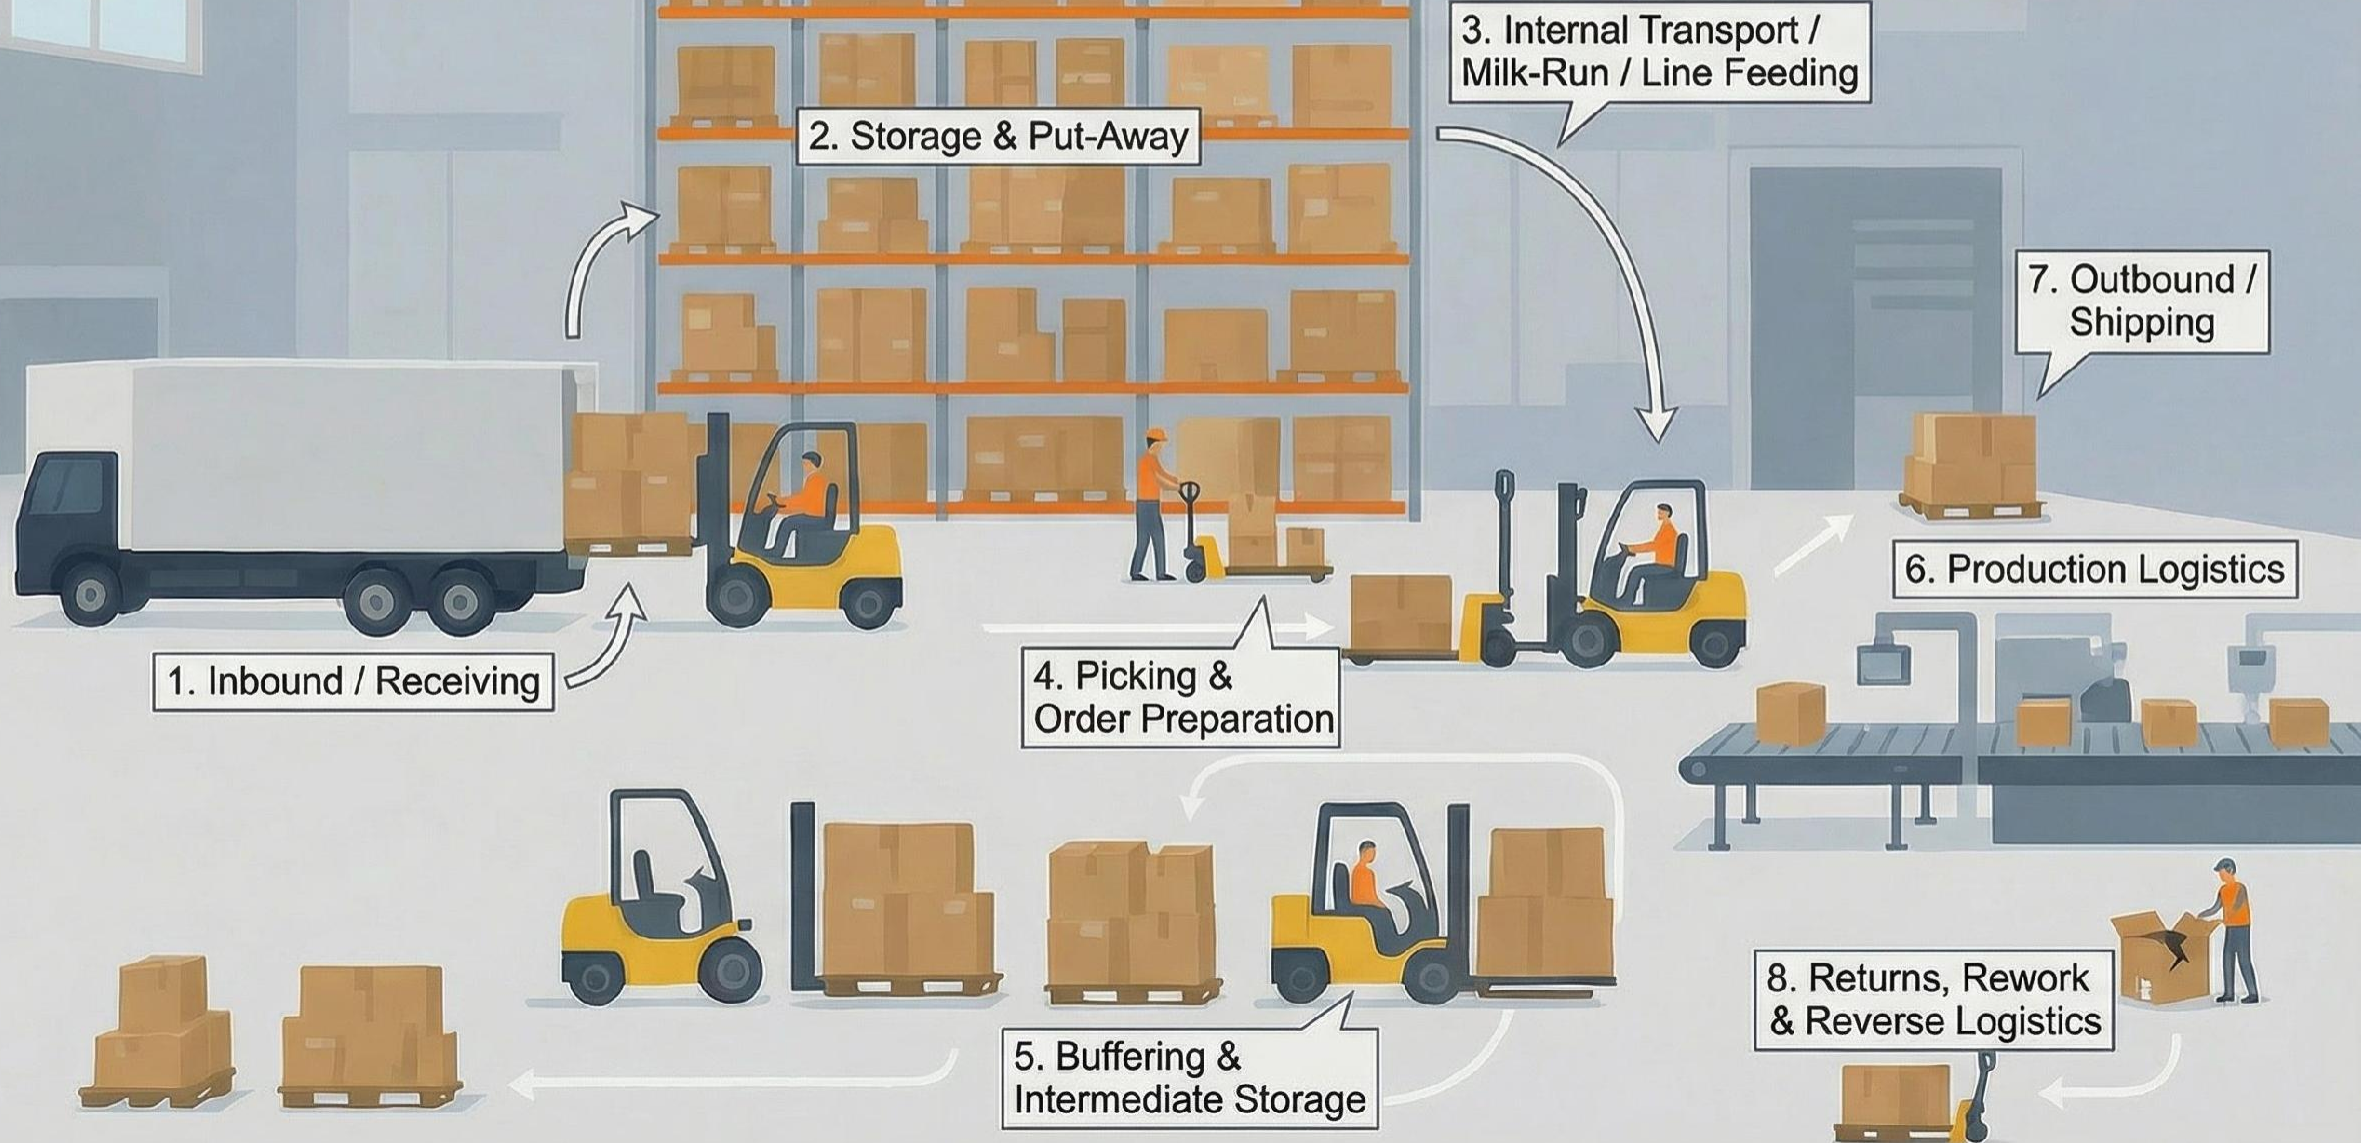 3. Internal Transport /
Milk-Run / Line Feeding
2. Storage & Put-Away
7. Outbound /
Shipping
6. Production Logistics
1. Inbound / Receiving
4. Picking &
Order Preparation
8. Returns, Rework
& Reverse Logistics
5. Buffering &
Intermediate Storage